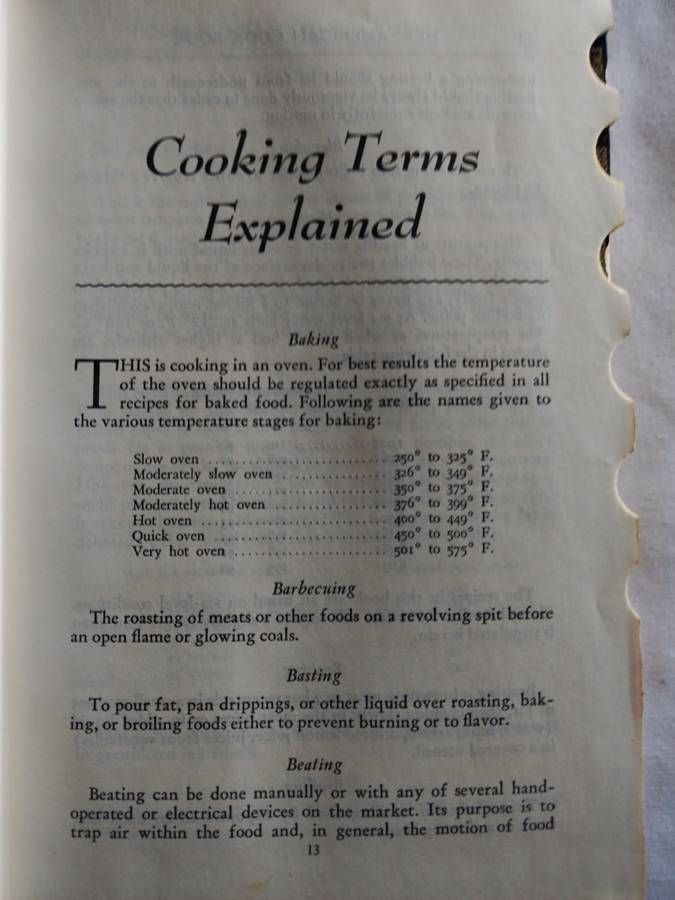 Cooking Terms
Explained
Baking
THIS is cooking in an oven. For best results the temperature
of the oven should be regulated exactly as specified in all
recipes for baked food. Following are the names given to
the various temperature stages for baking:
Slow oven .......................... 250° to 325° F.
Moderately slow oven ............... 326° to 349° F.
Moderate oven ...................... 350° to 375° F.
Moderately hot oven ................ 376° to 399° F.
Hot oven ........................... 400° to 449° F.
Quick oven ......................... 450° to 500° F.
Very hot oven ...................... 501° to 575° F.
Barbecuing
The roasting of meats or other foods on a revolving spit before
an open flame or glowing coals.
Basting
To pour fat, pan drippings, or other liquid over roasting, bak-
ing, or broiling foods either to prevent burning or to flavor.
Beating
Beating can be done manually or with any of several hand-
operated or electrical devices on the market. Its purpose is to
trap air within the food and, in general, the motion of food
13